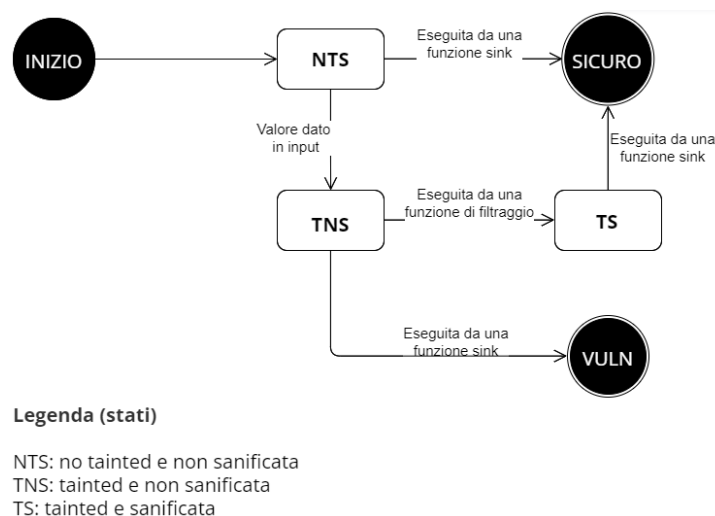 INIZIO
NTS
Eseguita da una
funzione sink
SICURO
Valore dato
in input
Eseguita da una
funzione sink
TNS
Eseguita da una
funzione di filtraggio
TS
Eseguita da una
funzione sink
VULN
Legenda (stati)
NTS: no tainted e non sanificata
TNS: tainted e non sanificata
TS: tainted e sanificata